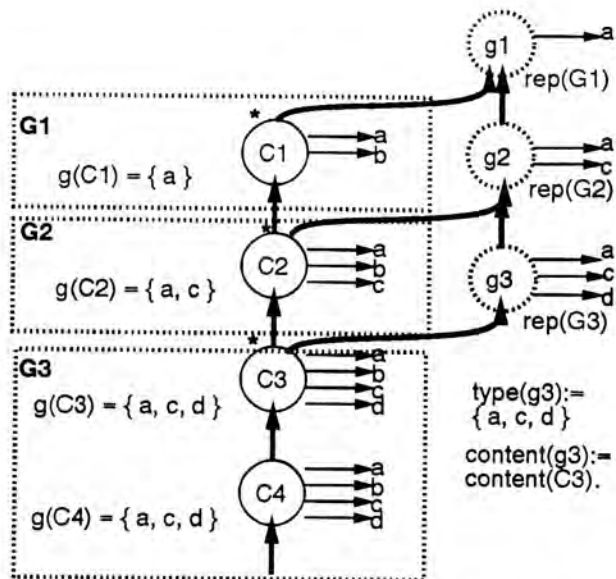 g1
a
rep(G1)
*
G1
C1
a
b
g(C1) = { a }
g2
a
c
rep(G2)
G2
*
C2
a
b
c
g(C2) = { a, c }
g3
a
c
d
rep(G3)
*
G3
C3
a
b
c
d
g(C3) = { a, c, d }
type(g3):=
{ a, c, d }
content(g3):=
content(C3).
C4
a
b
c
d
g(C4) = { a, c, d }